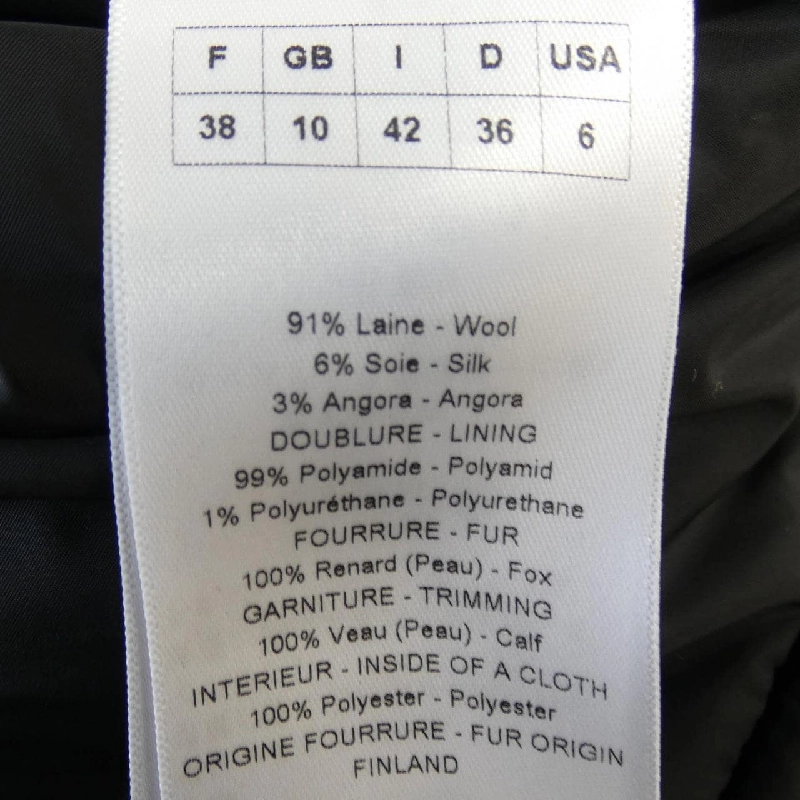 F GB I D USA
38 10 42 36 6
91% Laine - Wool
6% Soie - Silk
3% Angora - Angora
DOUBLURE - LINING
99% Polyamide - Polyamid
1% Polyuréthane - Polyurethane
FOURRURE - FUR
100% Renard (Peau) - Fox
GARNITURE - TRIMMING
100% Veau (Peau) - Calf
INTERIEUR - INSIDE OF A CLOTH
100% Polyester - Polyester
ORIGINE FOURRURE - FUR ORIGIN
FINLAND